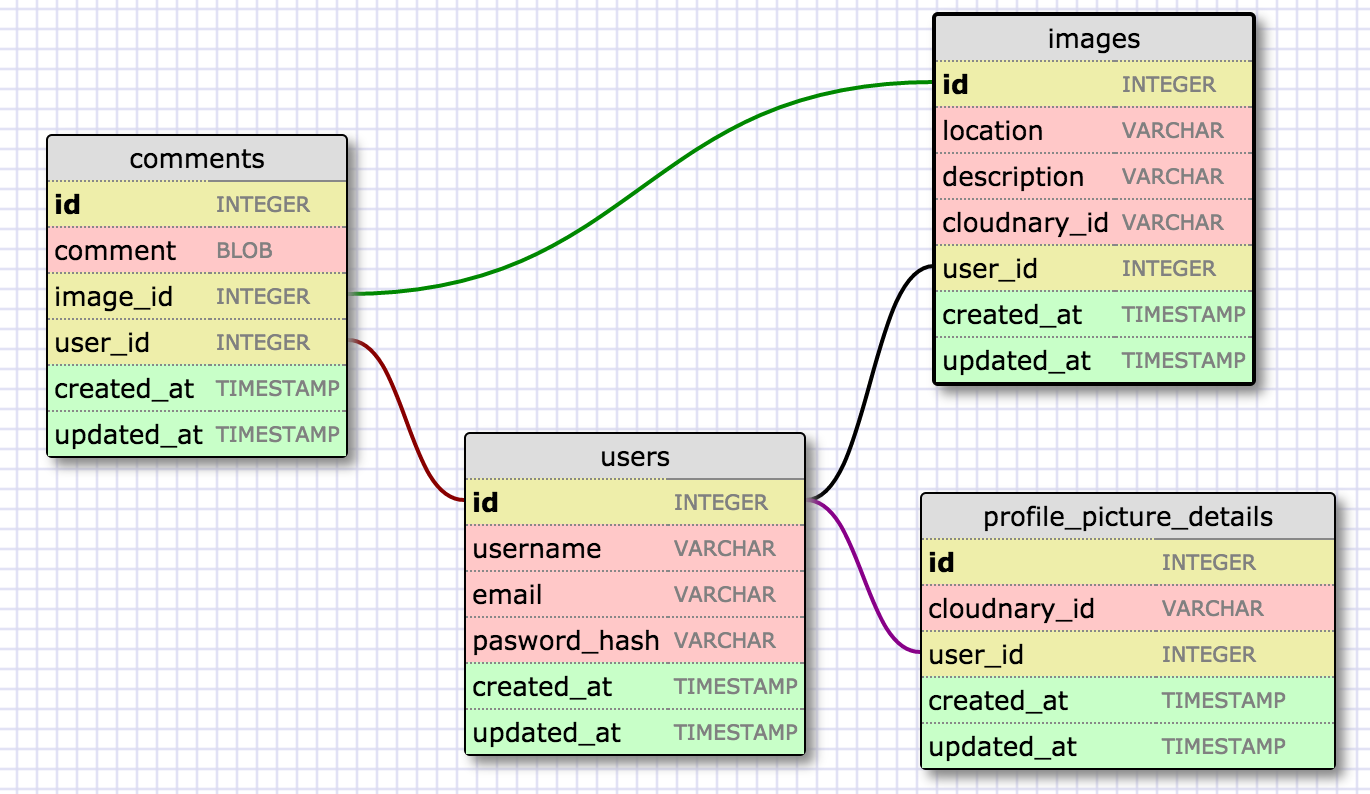 comments
id INTEGER
comment BLOB
image_id INTEGER
user_id INTEGER
created_at TIMESTAMP
updated_at TIMESTAMP
users
id INTEGER
username VARCHAR
email VARCHAR
pasword_hash VARCHAR
created_at TIMESTAMP
updated_at TIMESTAMP
images
id INTEGER
location VARCHAR
description VARCHAR
cloudnary_id VARCHAR
user_id INTEGER
created_at TIMESTAMP
updated_at TIMESTAMP
profile_picture_details
id INTEGER
cloudnary_id VARCHAR
user_id INTEGER
created_at TIMESTAMP
updated_at TIMESTAMP